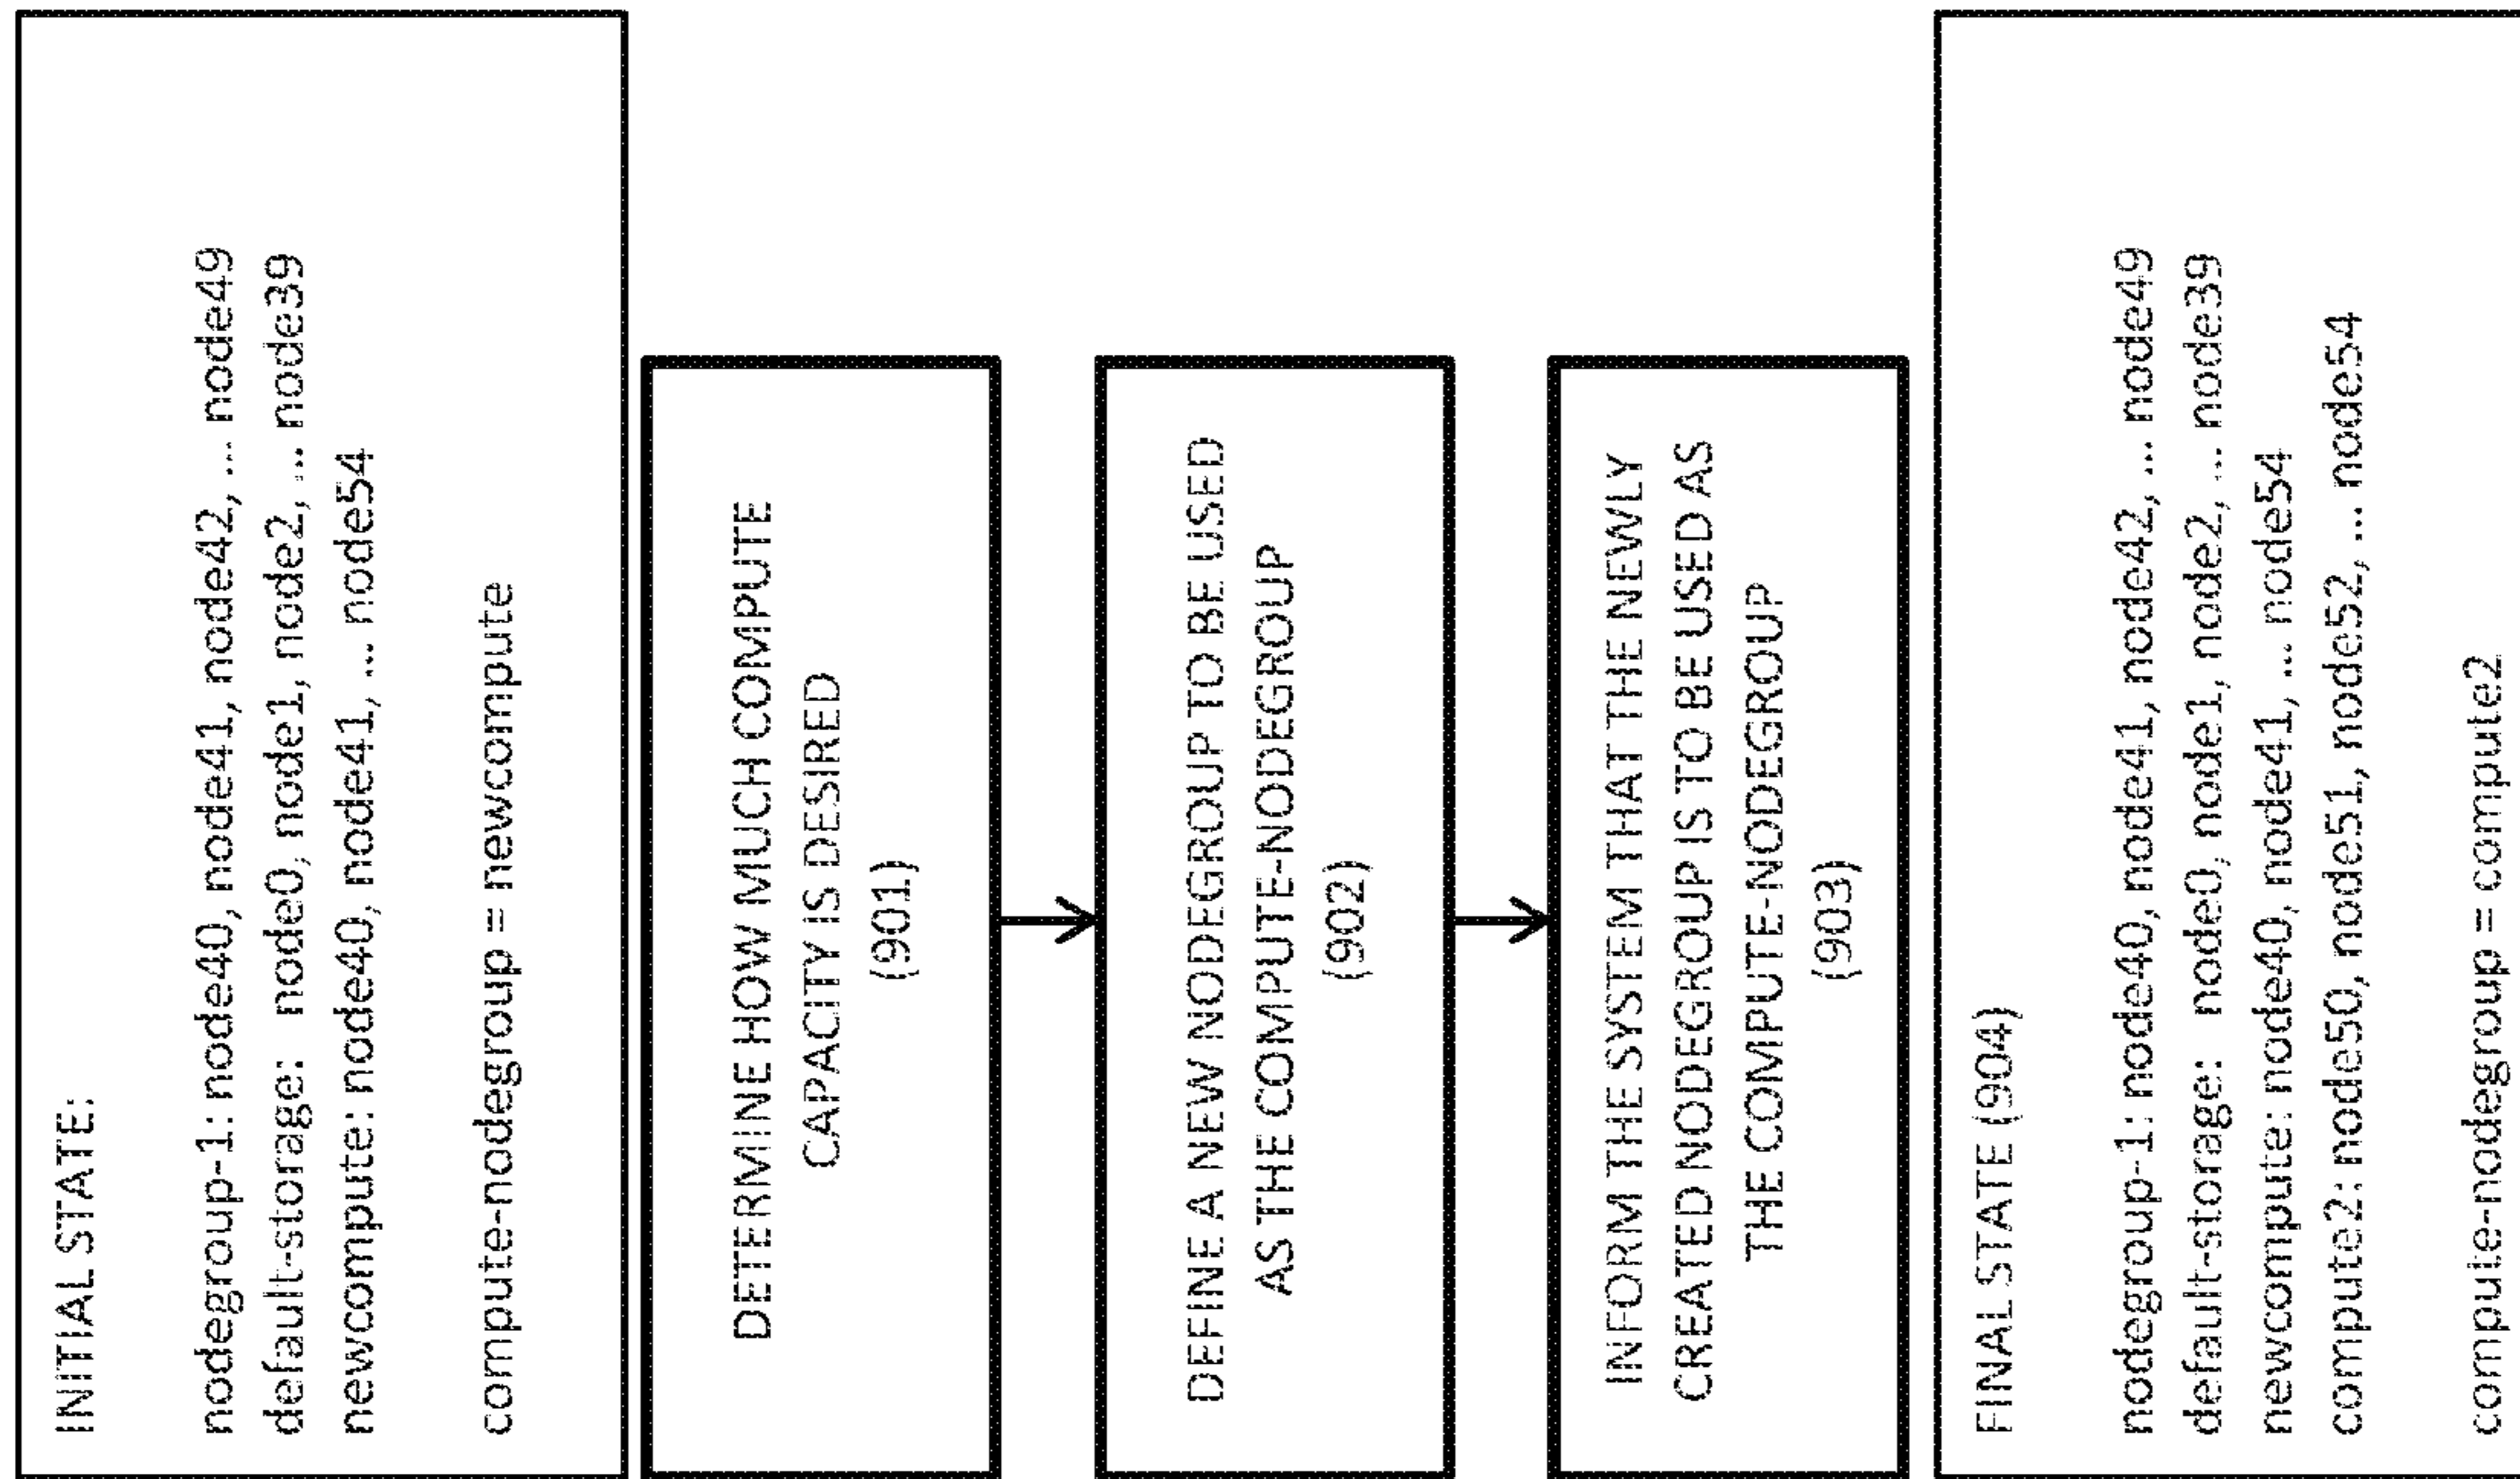 INITIAL STATE:
nodegroup-1: node40, node41, node42, ... node49
default-storage: node0, node1, node2, ... node39
newcompute: node40, node41, ... node54
compute-nodegroup = newcompute
DETERMINE HOW MUCH COMPUTE
CAPACITY IS DESIRED
(901)
DEFINE A NEW NODEGROUP TO BE USED
AS THE COMPUTE-NODEGROUP
(902)
INFORM THE SYSTEM THAT THE NEWLY
CREATED NODEGROUP IS TO BE USED AS
THE COMPUTE-NODEGROUP
(903)
FINAL STATE (904)
nodegroup-1: node40, node41, node42, ... node49
default-storage: node0, node1, node2, ... node39
newcompute: node40, node41, ... node54
compute2: node50, node51, node52, ... node54
compute-nodegroup = compute2